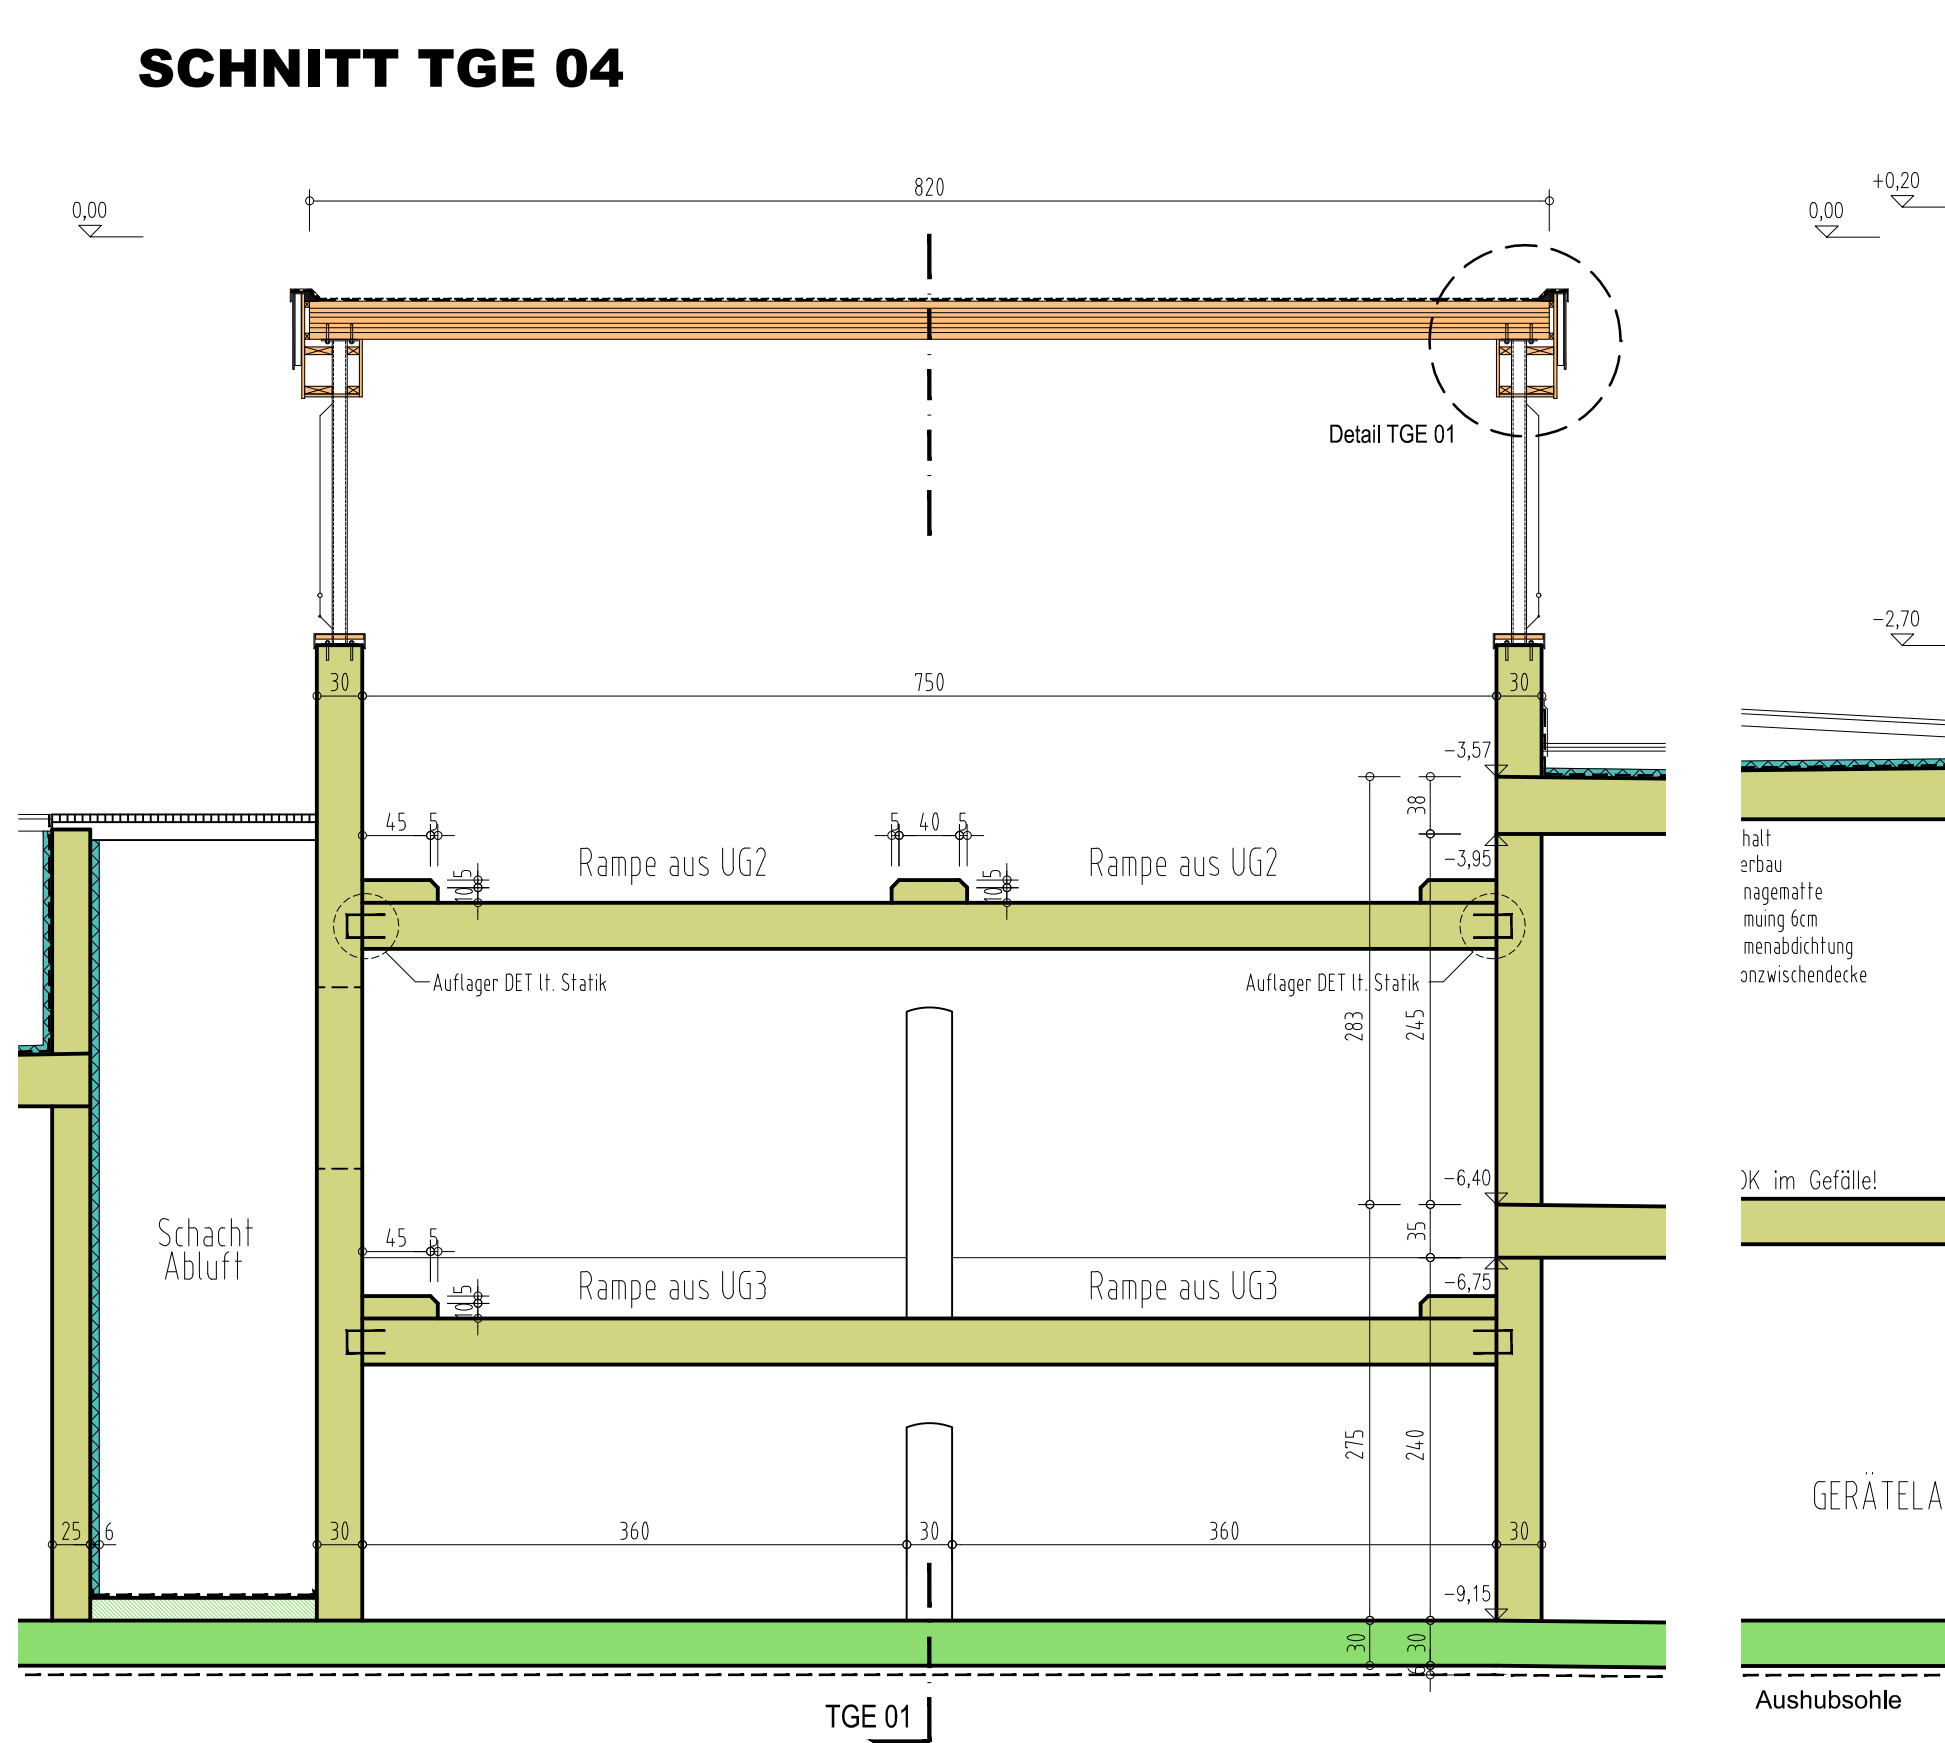 SCHNITT TGE 04
820
0,00
+0,20
0,00
Detail TGE 01
-2,70
30
750
30
-3,57
38
45
5
5
40
5
-3,95
Rampe aus UG2
Rampe aus UG2
10
5
10
5
halt
erbau
nagematte
muing 6cm
menabdichtung
onzwischendecke
Auflager DET lt. Statik
Auflager DET lt. Statik
283
245
-6,40
OK im Gefälle!
35
Schacht
Abluft
45
5
Rampe aus UG3
Rampe aus UG3
-6,75
10
5
275
240
GERÄTELA
25
6
30
360
30
360
30
-9,15
30
30
6
TGE 01
Aushubsohle